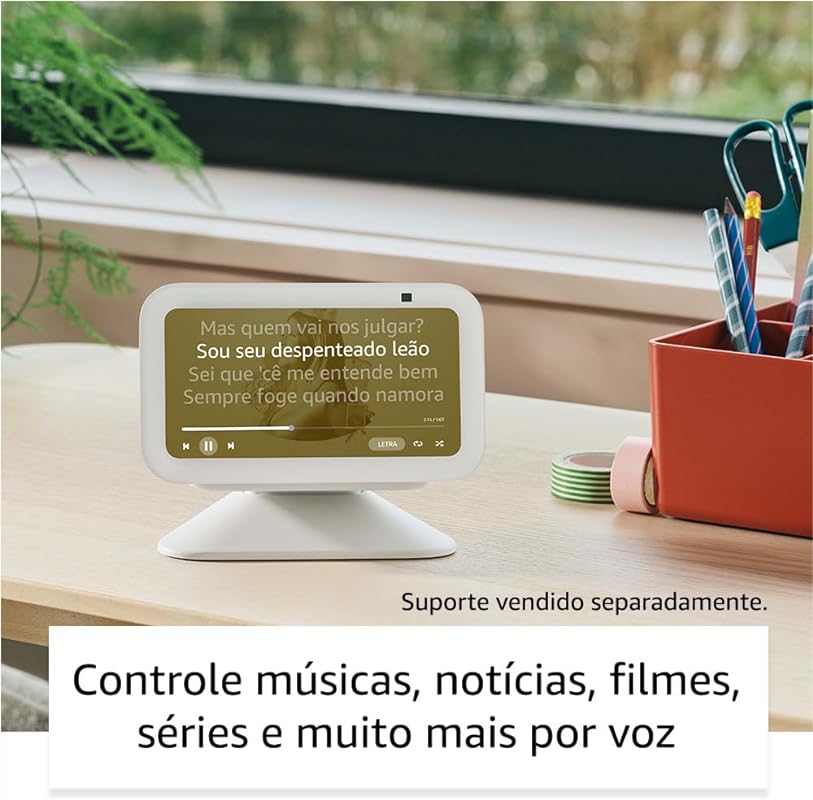 Mas quem vai nos julgar?
Sou seu despenteado leão
Sei que 'cê me entende bem
Sempre foge quando namora
LETRA
Suporte vendido separadamente.
Controle músicas, notícias, filmes,
séries e muito mais por voz